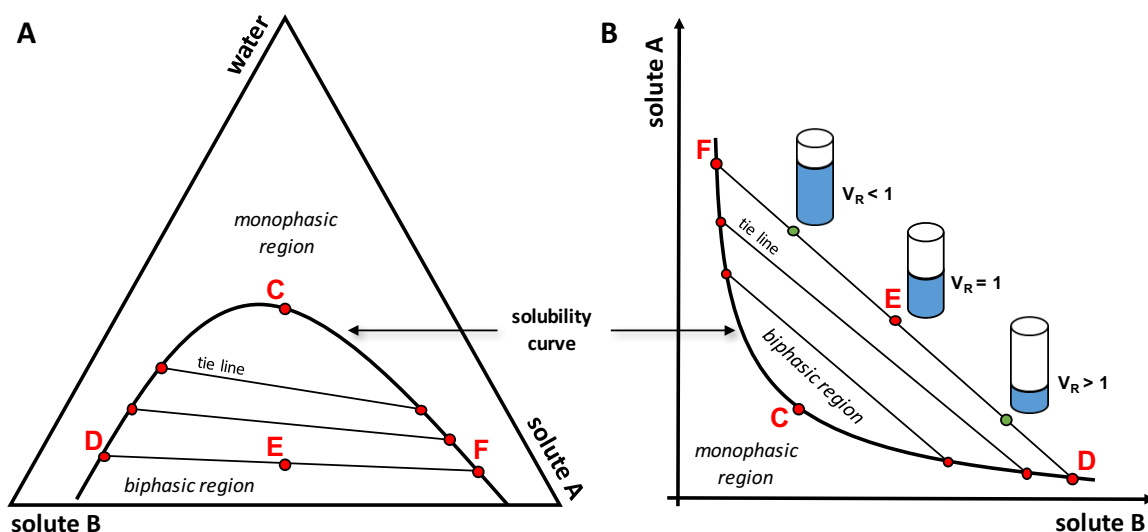 A
water
monophasic
region
C
tie line
D
E
F
biphasic region
solute B
solute A
solubility
curve
B
solute A
F
V_R < 1
tie line
V_R = 1
E
biphasic region
V_R > 1
C
monophasic
region
D
solute B